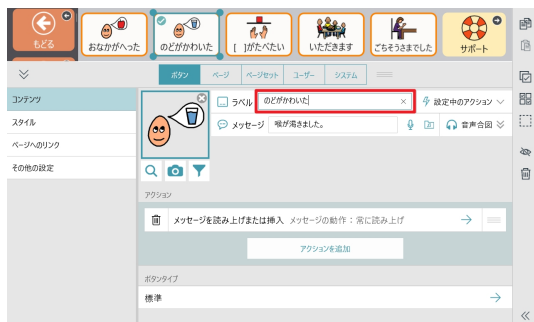 もどる
おなかがへった
のどがかわいた
[ ]がたべたい
いただきます
ごちそうさまでした
サポート
ボタン
ページ
ページセット
ユーザー
システム
コンテンツ
スタイル
ページへのリンク
その他の設定
ラベル
のどがかわいた
設定中のアクション
メッセージ
喉が渇きました。
音声合図
アクション
メッセージを読み上げまたは挿入 メッセージの動作:常に読み上げ
アクションを追加
ボタンタイプ
標準